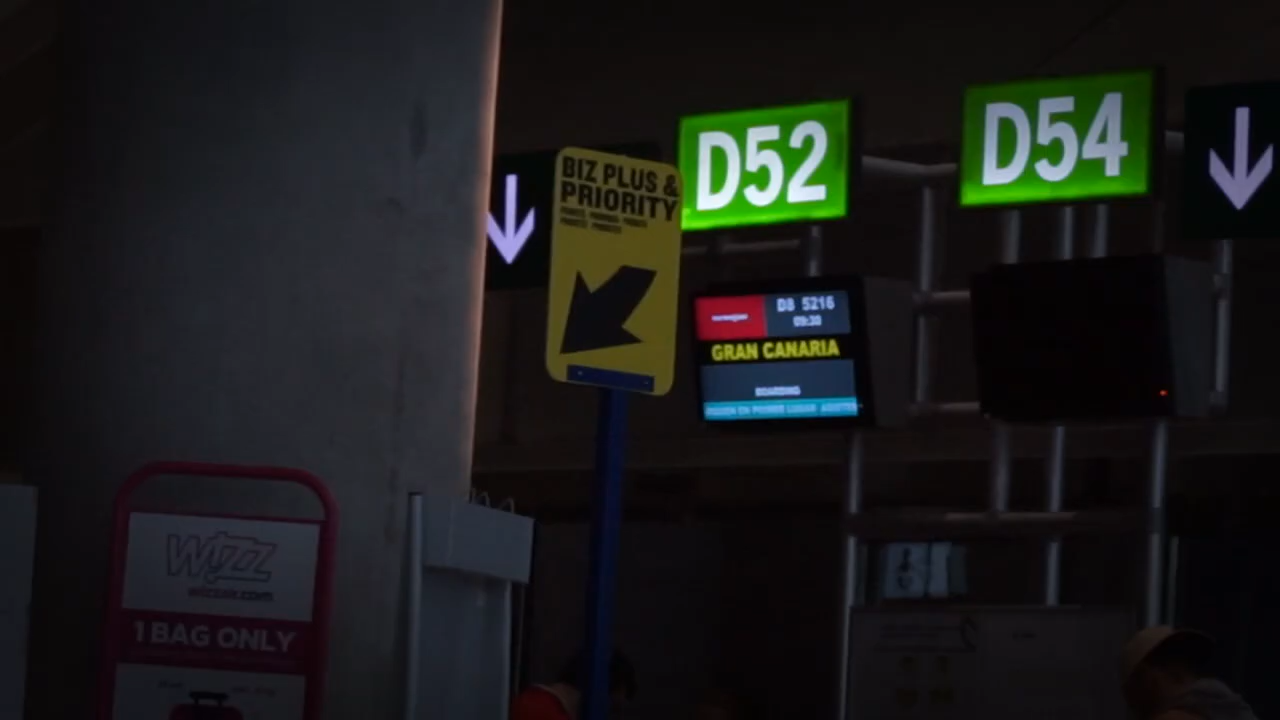 D52
D54
BIZ PLUS &
PRIORITY
D8 5216
09:30
GRAN CANARIA
BOARDING
WIZZ
wizzair.com
1 BAG ONLY